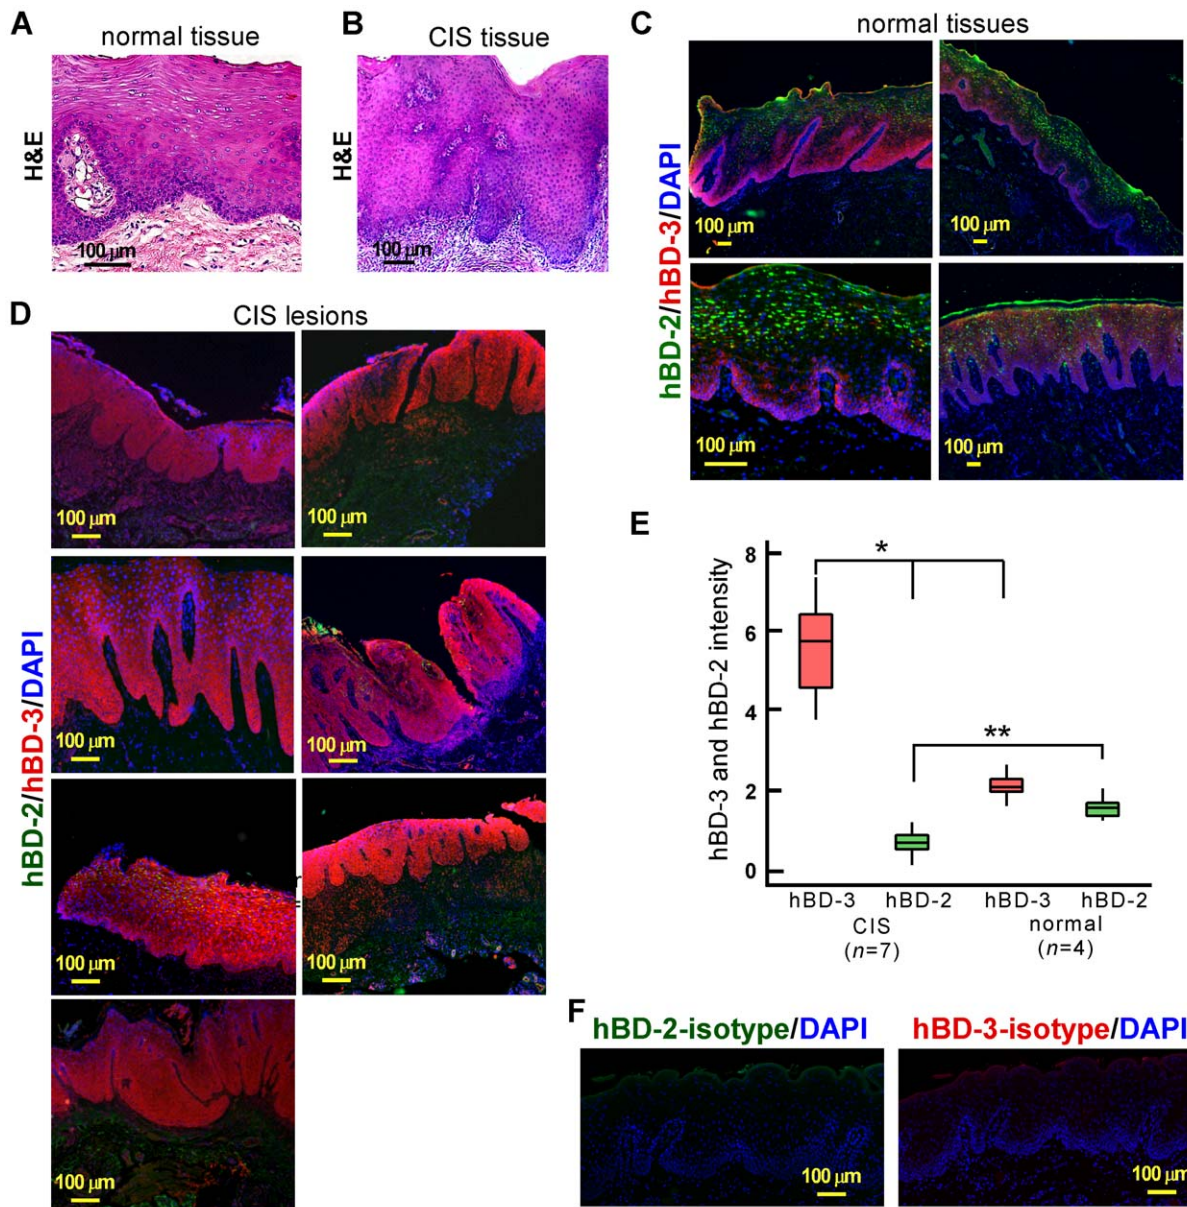 A
normal tissue
H&E
100 μm
B
CIS tissue
H&E
100 μm
C
normal tissues
hBD-2/hBD-3/DAPI
100 μm
100 μm
100 μm
100 μm
D
CIS lesions
hBD-2/hBD-3/DAPI
100 μm
100 μm
100 μm
100 μm
100 μm
100 μm
100 μm
E
hBD-3 and hBD-2 intensity
8
6
4
2
0
*
**
hBD-3 hBD-2 hBD-3 hBD-2
CIS normal
(n=7) (n=4)
F
hBD-2-isotype/DAPI
100 μm
hBD-3-isotype/DAPI
100 μm